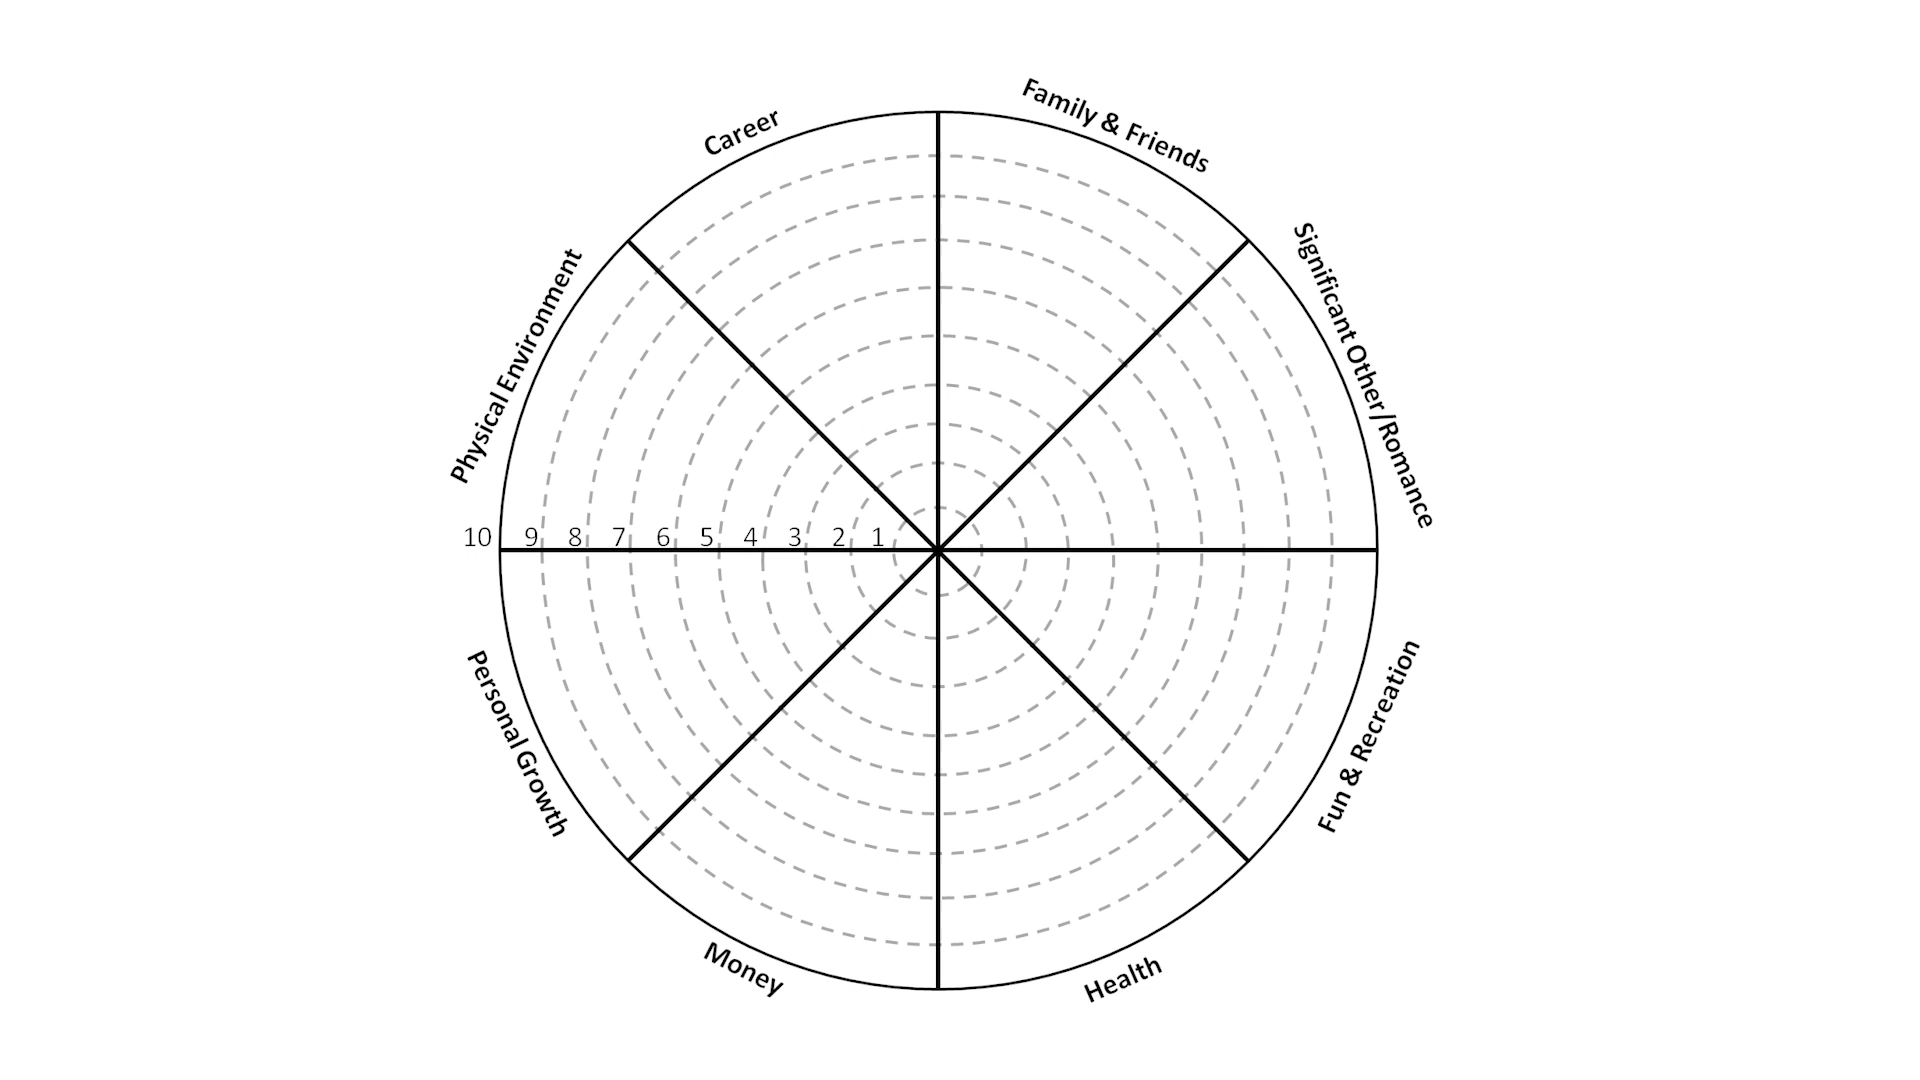 Family & Friends
Career
Significant Other/Romance
Physical Environment
10 9 8 7 6 5 4 3 2 1
Personal Growth
Fun & Recreation
Money
Health